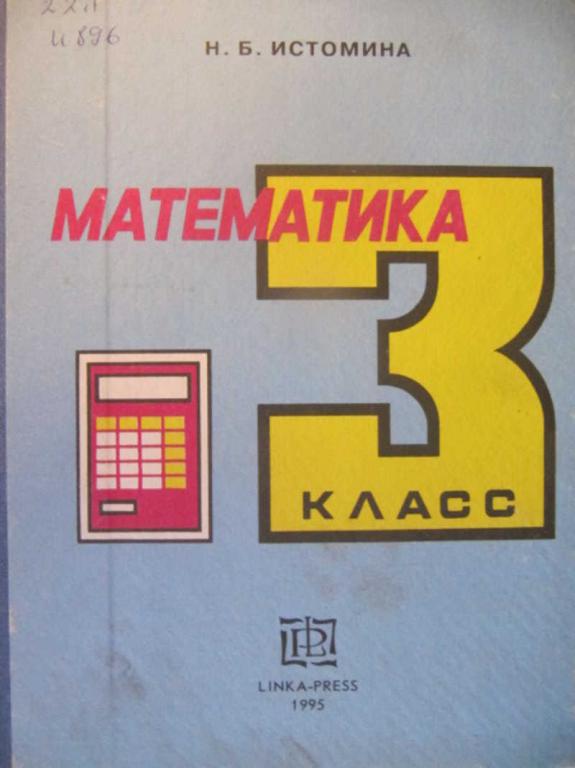 22.1
И 896
Н. Б. ИСТОМИНА
МАТЕМАТИКА
3
КЛАСС
LINKA-PRESS
1995